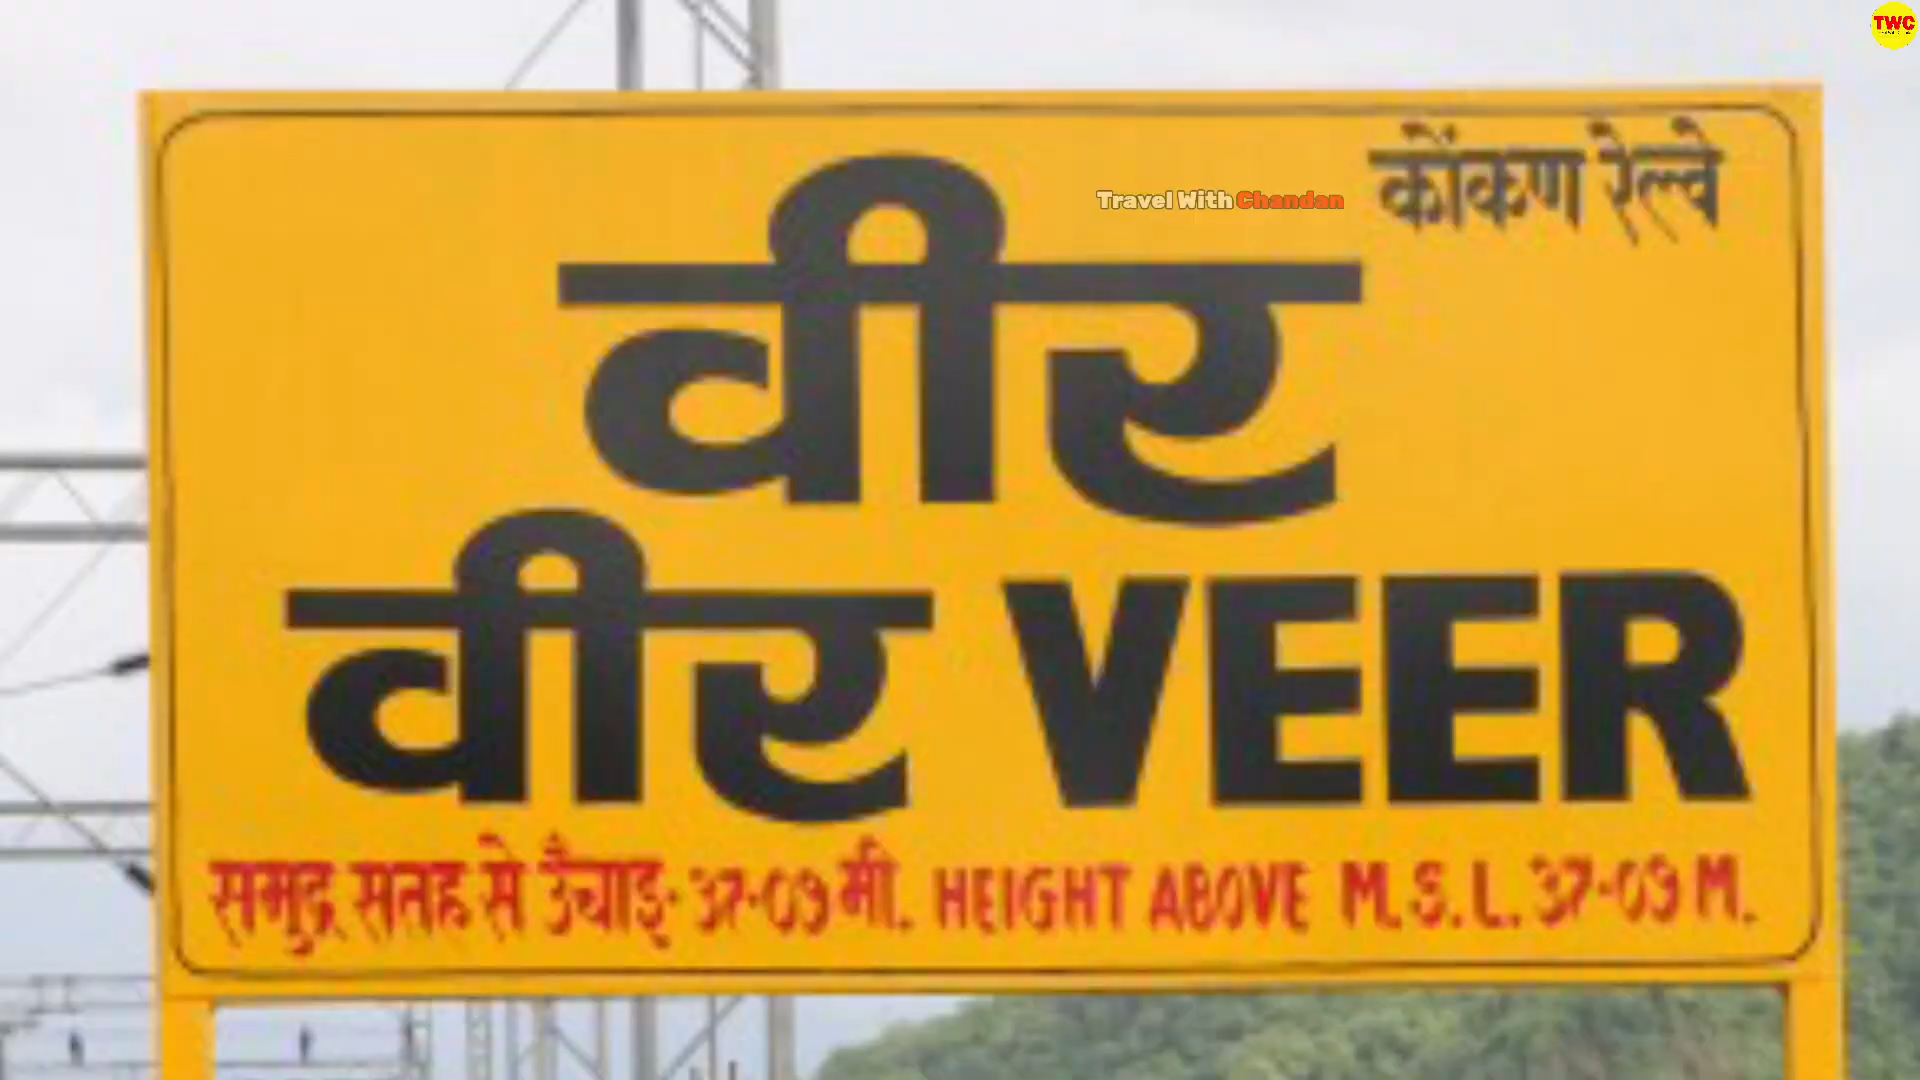 TWC
कोंकण रेल्वे
Travel With Chandan
वीर
वीर VEER
समुद्र सतह से उँचाइ- 37-09 मी. HEIGHT ABOVE M.S.L. 37-09 M.